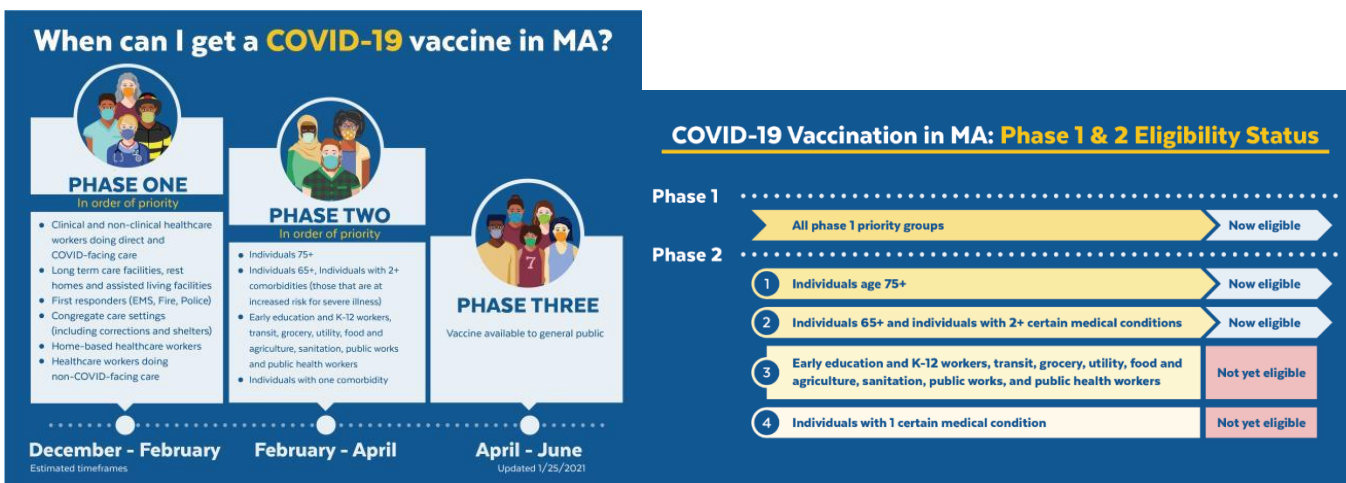 When can I get a COVID-19 vaccine in MA?
PHASE ONE
In order of priority
• Clinical and non-clinical healthcare
workers doing direct and
COVID-facing care
• Long term care facilities, rest
homes and assisted living facilities
• First responders (EMS, Fire, Police)
• Congregate care settings
(including corrections and shelters)
• Home-based healthcare workers
• Healthcare workers doing
non-COVID-facing care
December - February
Estimated timeframes
PHASE TWO
In order of priority
• Individuals 75+
• Individuals 65+, Individuals with 2+
comorbidities (those that are at
increased risk for severe illness)
• Early education and K-12 workers,
transit, grocery, utility, food and
agriculture, sanitation, public works
and public health workers
• Individuals with one comorbidity
February - April
7
PHASE THREE
Vaccine available to general public
April - June
Updated 1/25/2021
COVID-19 Vaccination in MA: Phase 1 & 2 Eligibility Status
Phase 1
All phase 1 priority groups Now eligible
Phase 2
1 Individuals age 75+ Now eligible
2 Individuals 65+ and individuals with 2+ certain medical conditions Now eligible
3 Early education and K-12 workers, transit, grocery, utility, food and
agriculture, sanitation, public works, and public health workers Not yet eligible
4 Individuals with 1 certain medical condition Not yet eligible